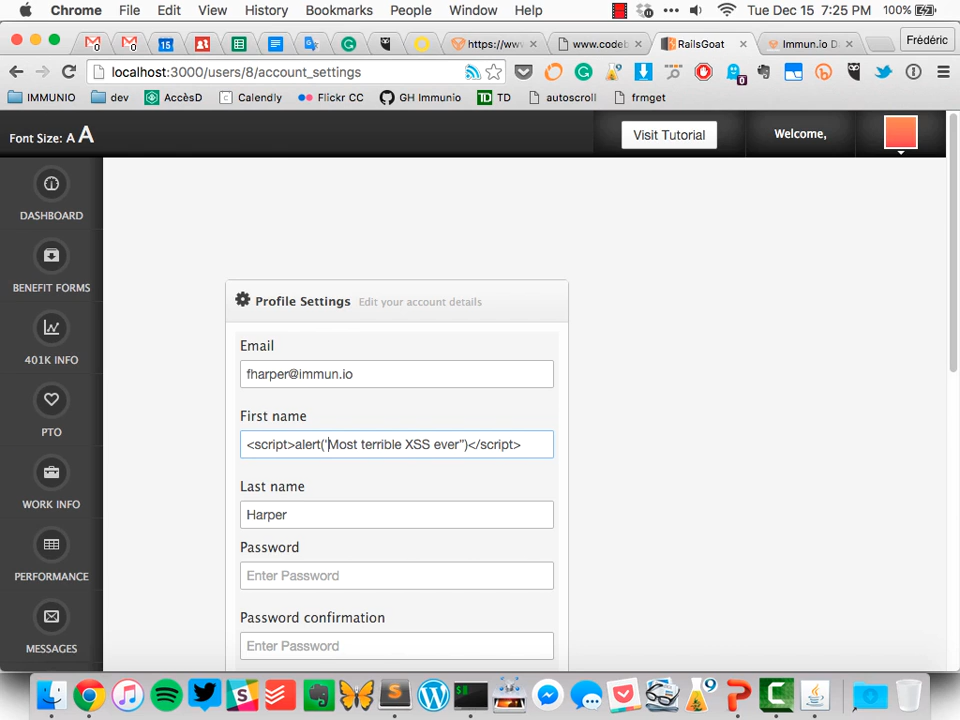 Chrome File Edit View History Bookmarks People Window Help Tue Dec 15 7:25 PM 100%
15 https://ww www.codeb RailsGoat Immun.io D Frédéric
localhost:3000/users/8/account_settings
IMMUNIO dev AccèsD Calendly Flickr CC GH Immunio TD autoscroll frmget
Font Size: A A Visit Tutorial Welcome,
DASHBOARD
BENEFIT FORMS
401K INFO
PTO
WORK INFO
PERFORMANCE
MESSAGES
Profile Settings Edit your account details
Email
fharper@immun.io
First name
<script>alert('Most terrible XSS ever")</script>
Last name
Harper
Password
Enter Password
Password confirmation
Enter Password
9